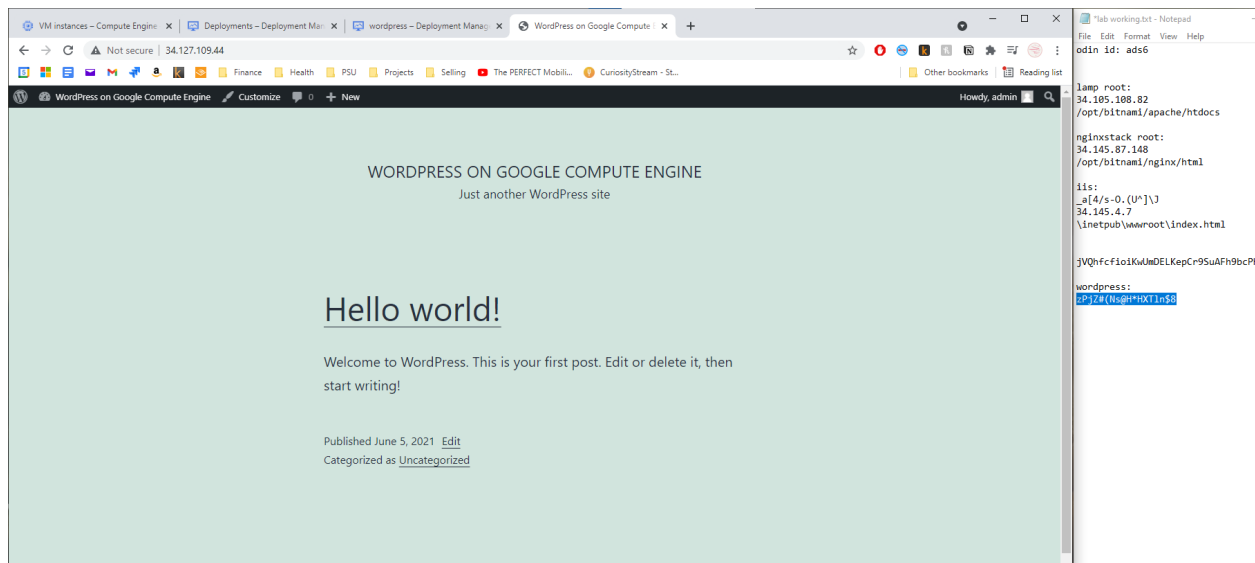 VM instances – Compute Engine
Deployments – Deployment Man
wordpress – Deployment Manag
WordPress on Google Compute E
Not secure | 34.127.109.44
Finance
Health
PSU
Projects
Selling
The PERFECT Mobili...
CuriosityStream - St...
Other bookmarks
Reading list
WordPress on Google Compute Engine
Customize
0
New
Howdy, admin
WORDPRESS ON GOOGLE COMPUTE ENGINE
Just another WordPress site
Hello world!
Welcome to WordPress. This is your first post. Edit or delete it, then
start writing!
Published June 5, 2021 Edit
Categorized as Uncategorized
*lab working.txt - Notepad
File Edit Format View Help
odin id: ads6
lamp root:
34.105.108.82
/opt/bitnami/apache/htdocs
nginxstack root:
34.145.87.148
/opt/bitnami/nginx/html
iis:
_a[4/s-O.(U^]\J
34.145.4.7
\inetpub\wwwroot\index.html
jVQhfcfioiKwUmDELKepCr9SuAFh9bcPh
wordpress:
zPjZ#(Ns@H*HXTln$8